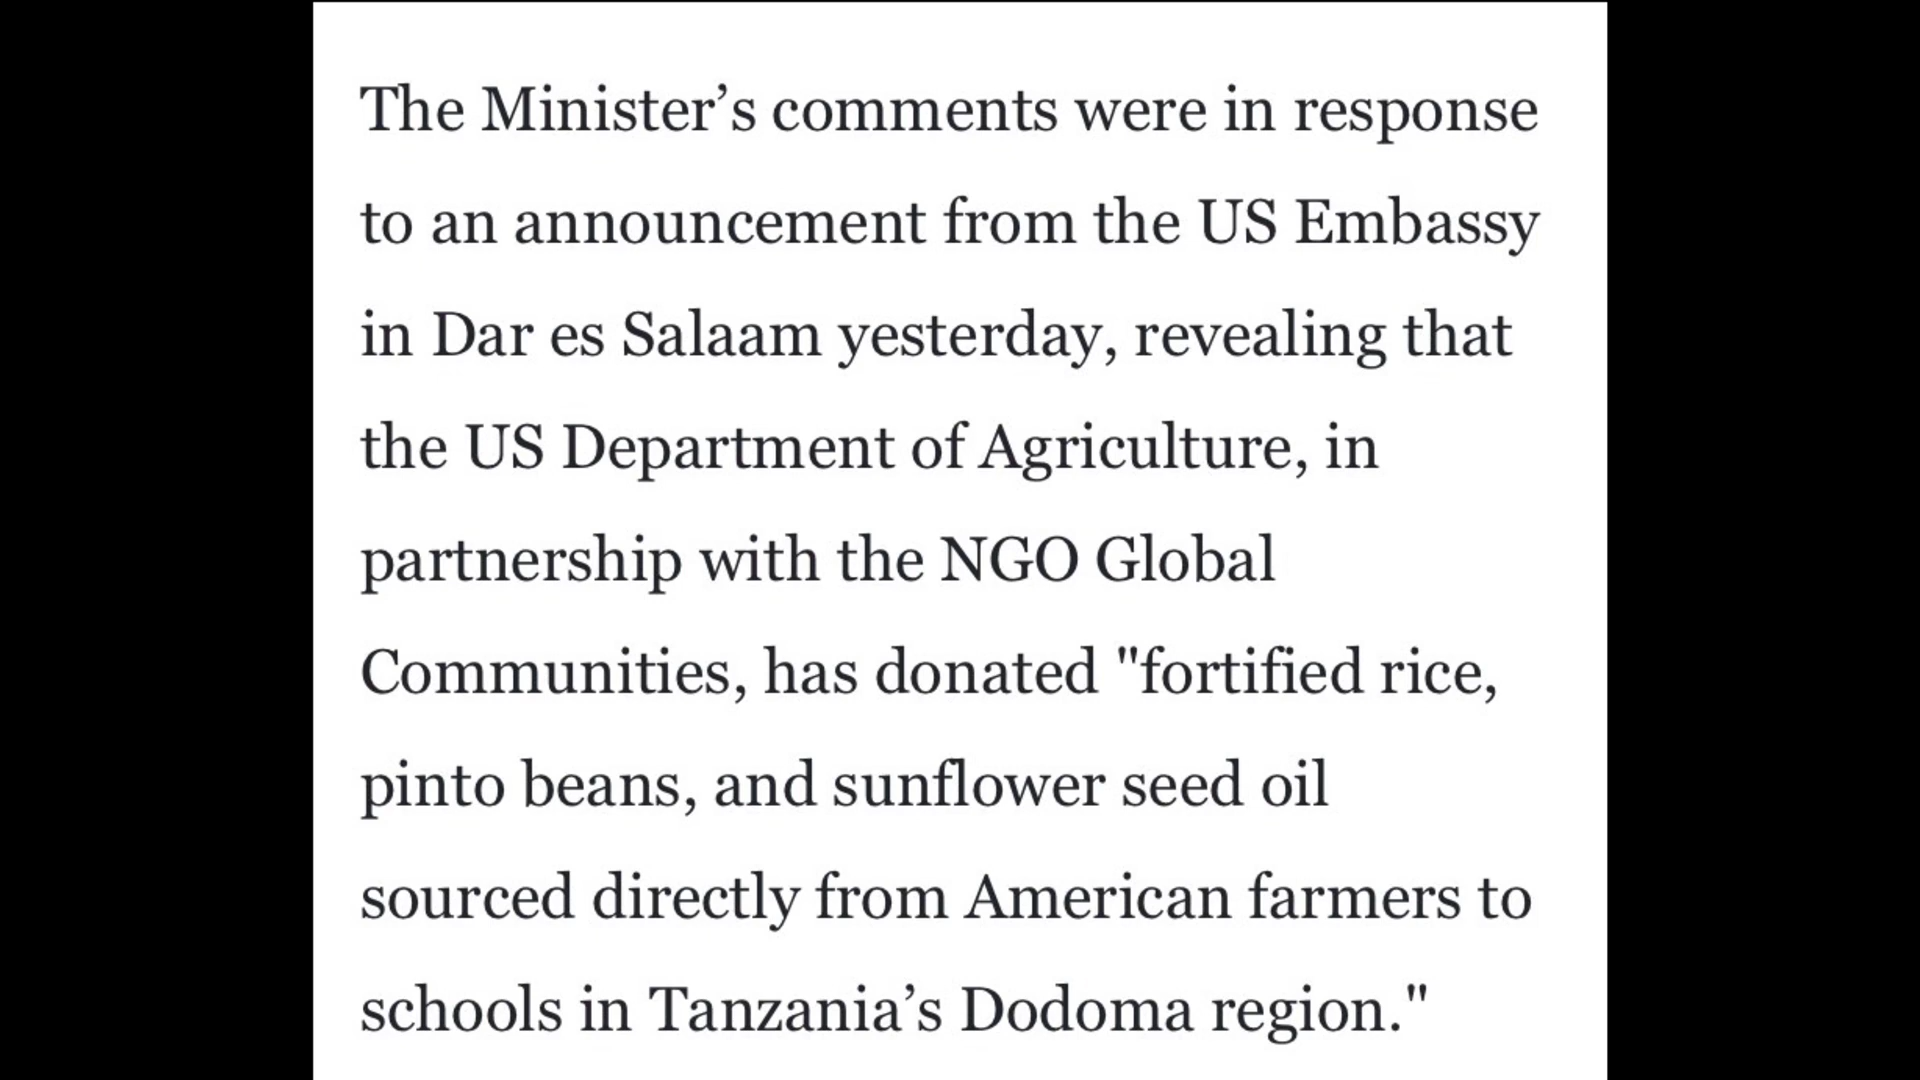 The Minister’s comments were in response
to an announcement from the US Embassy
in Dar es Salaam yesterday, revealing that
the US Department of Agriculture, in
partnership with the NGO Global
Communities, has donated "fortified rice,
pinto beans, and sunflower seed oil
sourced directly from American farmers to
schools in Tanzania’s Dodoma region."